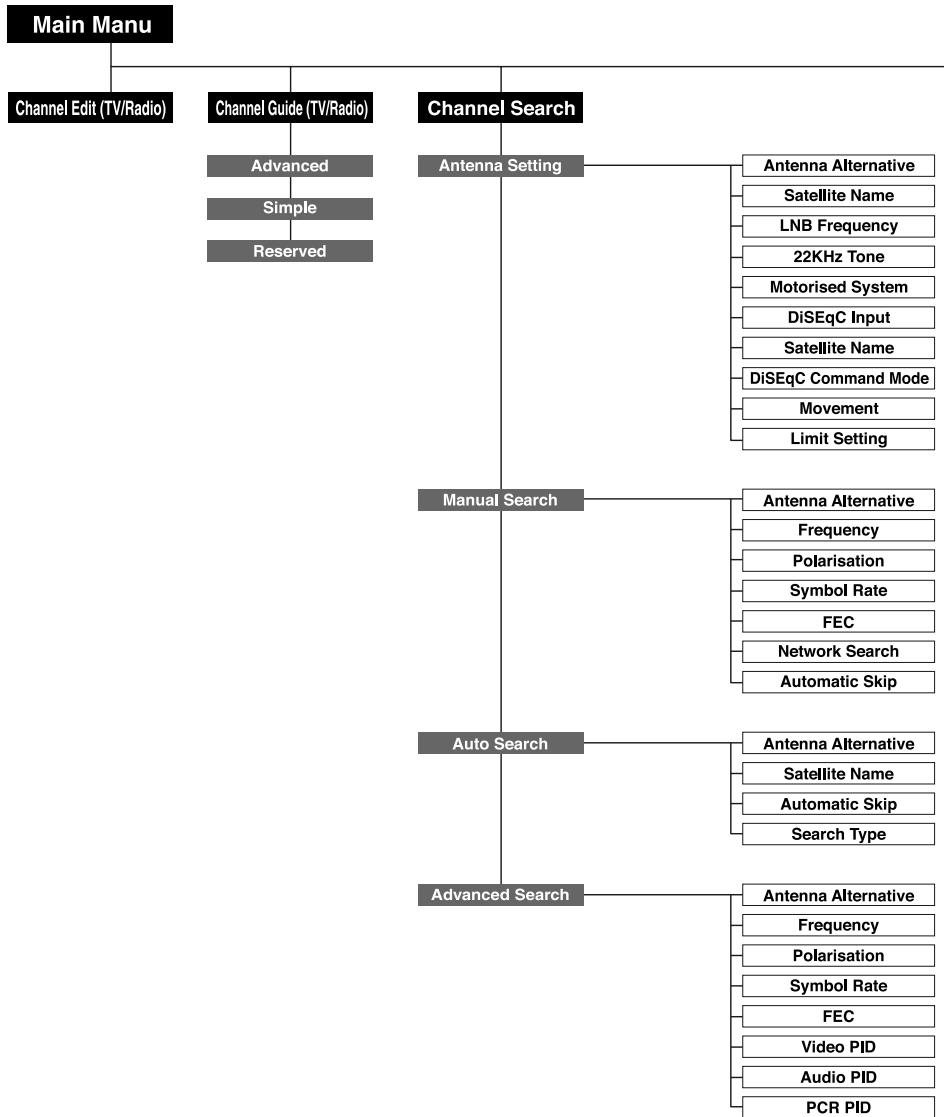 Main Manu
Channel Edit (TV/Radio)
Channel Guide (TV/Radio)
Channel Search
Advanced
Simple
Reserved
Antenna Setting
Antenna Alternative
Satellite Name
LNB Frequency
22KHz Tone
Motorised System
DiSEqC Input
Satellite Name
DiSEqC Command Mode
Movement
Limit Setting
Manual Search
Antenna Alternative
Frequency
Polarisation
Symbol Rate
FEC
Network Search
Automatic Skip
Auto Search
Antenna Alternative
Satellite Name
Automatic Skip
Search Type
Advanced Search
Antenna Alternative
Frequency
Polarisation
Symbol Rate
FEC
Video PID
Audio PID
PCR PID